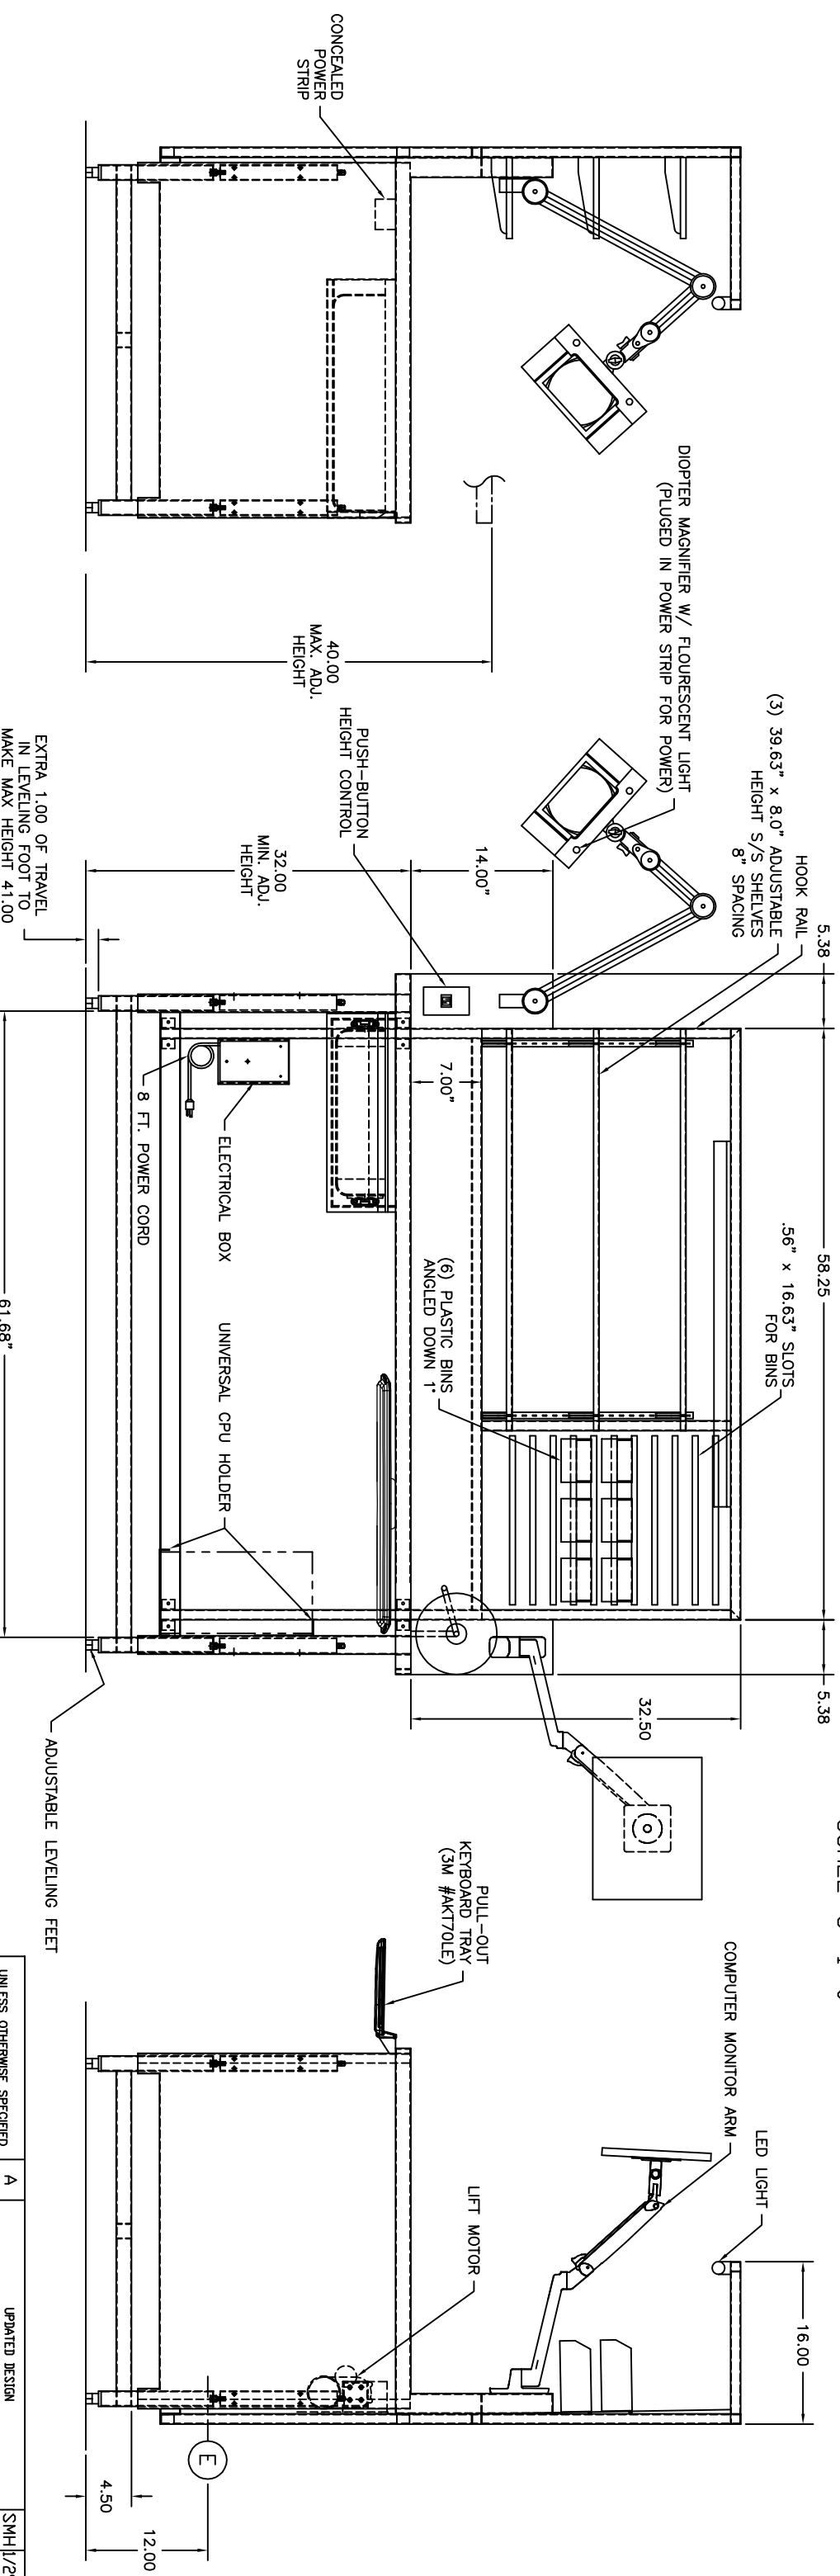 CONCEALED
POWER
STRIP
DIOPTER MAGNIFIER W/ FLOURESCENT LIGHT
(PLUGED IN POWER STRIP FOR POWER)
40.00
MAX. ADJ.
HEIGHT
(3) 39.63" x 8.0" ADJUSTABLE
HEIGHT S/S SHELVES
8" SPACING
HOOK RAIL
5.38
58.25
5.38
.56" x 16.63" SLOTS
FOR BINS
PUSH-BUTTON
HEIGHT CONTROL
14.00"
32.00
MIN. ADJ.
HEIGHT
7.00"
(6) PLASTIC BINS
ANGLED DOWN 1°
32.50
EXTRA 1.00 OF TRAVEL
IN LEVELING FOOT TO
MAKE MAX HEIGHT 41.00
8 FT. POWER CORD
ELECTRICAL BOX
UNIVERSAL CPU HOLDER
61.68"
ADJUSTABLE LEVELING FEET
PULL-OUT
KEYBOARD TRAY
(3M #AKT70LE)
COMPUTER MONITOR ARM
LED LIGHT
16.00
LIFT MOTOR
E
4.50
12.00
UNLESS OTHERWISE SPECIFIED
A
UPDATED DESIGN
SMH